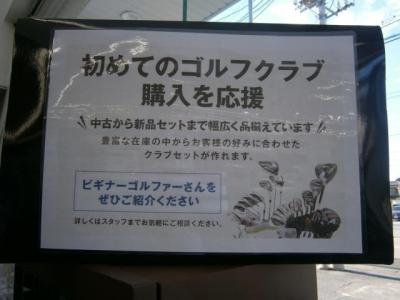 初めてのゴルフクラブ
購入を応援
中古から新品セットまで幅広く品揃えています
豊富な在庫の中からお客様の好みに合わせた
クラブセットが作れます。
ビギナーゴルファーさんを
ぜひご紹介ください
詳しくはスタッフまでお気軽にご相談ください。